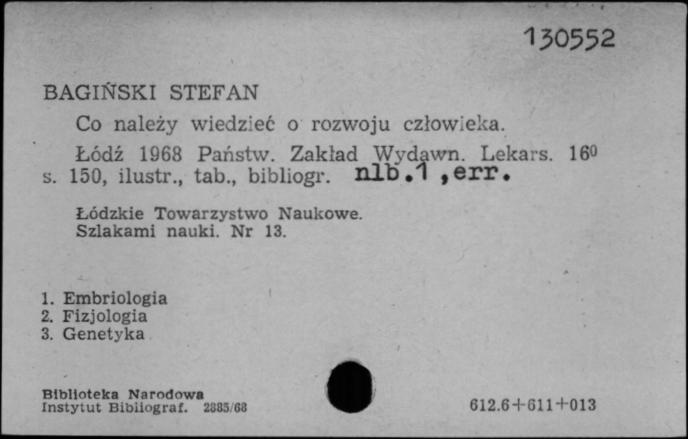 130552
BAGIŃSKI STEFAN
Co należy wiedzieć o rozwoju człowieka.
Łódź 1968 Państw. Zakład Wydawn. Lekars. 16⁰
s. 150, ilustr., tab., bibliogr. nlb.1 ,err.
Łódzkie Towarzystwo Naukowe.
Szlakami nauki. Nr 13.
1. Embriologia
2. Fizjologia
3. Genetyka
Biblioteka Narodowa
Instytut Bibliograf. 2885/68
612.6+611+013